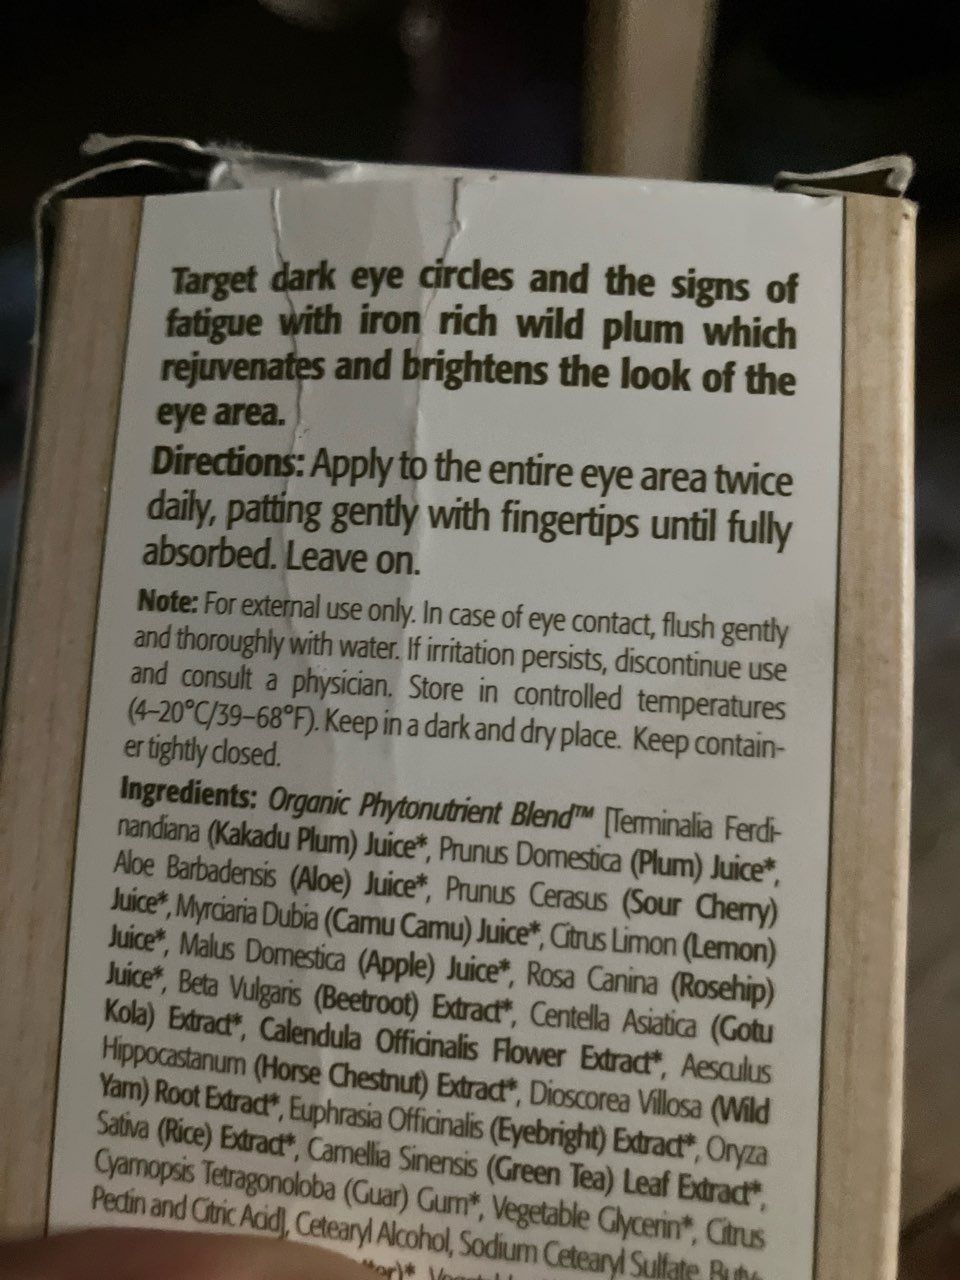 Target dark eye circles and the signs of
fatigue with iron rich wild plum which
rejuvenates and brightens the look of the
eye area.
Directions: Apply to the entire eye area twice
daily, patting gently with fingertips until fully
absorbed. Leave on.
Note: For external use only. In case of eye contact, flush gently
and thoroughly with water. If irritation persists, discontinue use
and consult a physician. Store in controlled temperatures
(4–20°C/39–68°F). Keep in a dark and dry place. Keep contain-
er tightly closed.
Ingredients: Organic Phytonutrient Blend™ [Terminalia Ferdi-
nandiana (Kakadu Plum) Juice*, Prunus Domestica (Plum) Juice*,
Aloe Barbadensis (Aloe) Juice*, Prunus Cerasus (Sour Cherry)
Juice*, Myrciaria Dubia (Camu Camu) Juice*, Citrus Limon (Lemon)
Juice*, Malus Domestica (Apple) Juice*, Rosa Canina (Rosehip)
Juice*, Beta Vulgaris (Beetroot) Extract*, Centella Asiatica (Gotu
Kola) Extract*, Calendula Officinalis Flower Extract*, Aesculus
Hippocastanum (Horse Chestnut) Extract*, Dioscorea Villosa (Wild
Yam) Root Extract*, Euphrasia Officinalis (Eyebright) Extract*, Oryza
Sativa (Rice) Extract*, Camellia Sinensis (Green Tea) Leaf Extract*,
Cyamopsis Tetragonoloba (Guar) Gum*, Vegetable Glycerin*, Citrus
Pectin and Citric Acid], Cetearyl Alcohol, Sodium Cetearyl Sulfate,